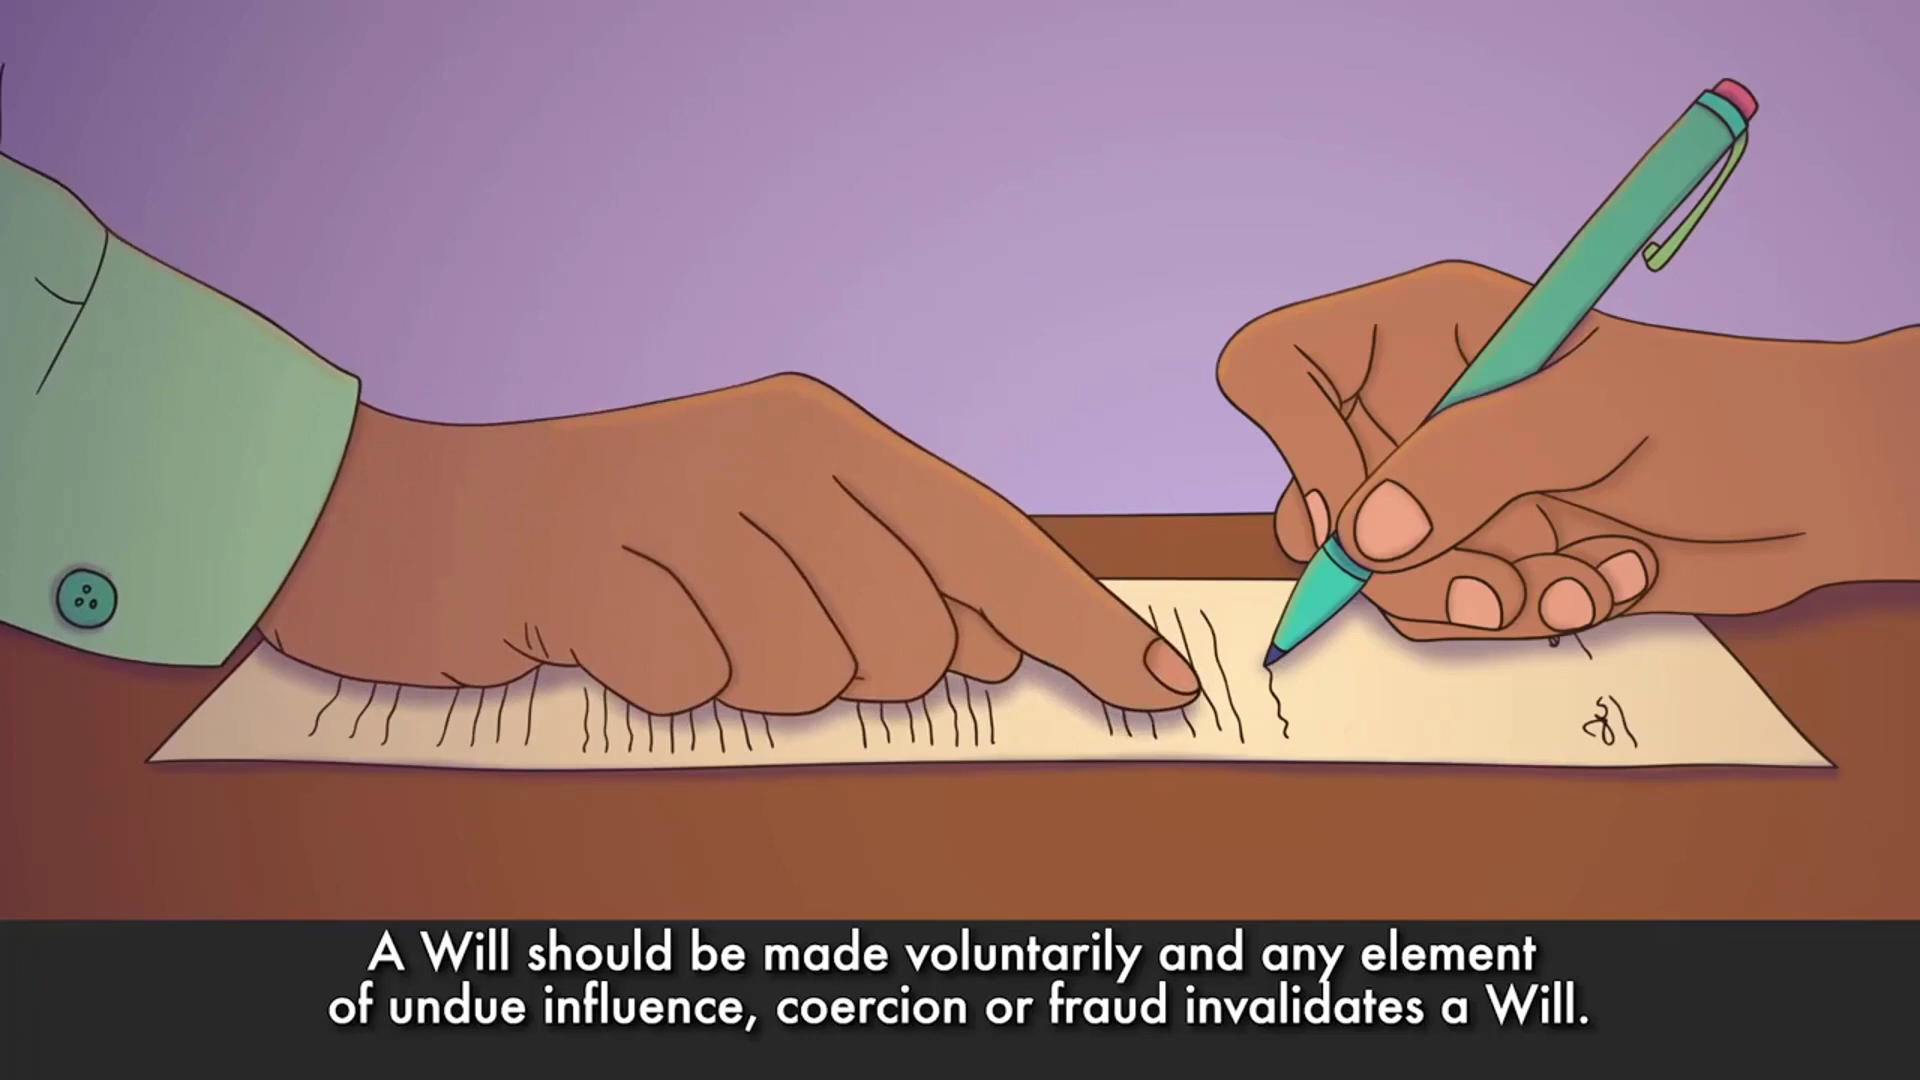 A Will should be made voluntarily and any element
of undue influence, coercion or fraud invalidates a Will.